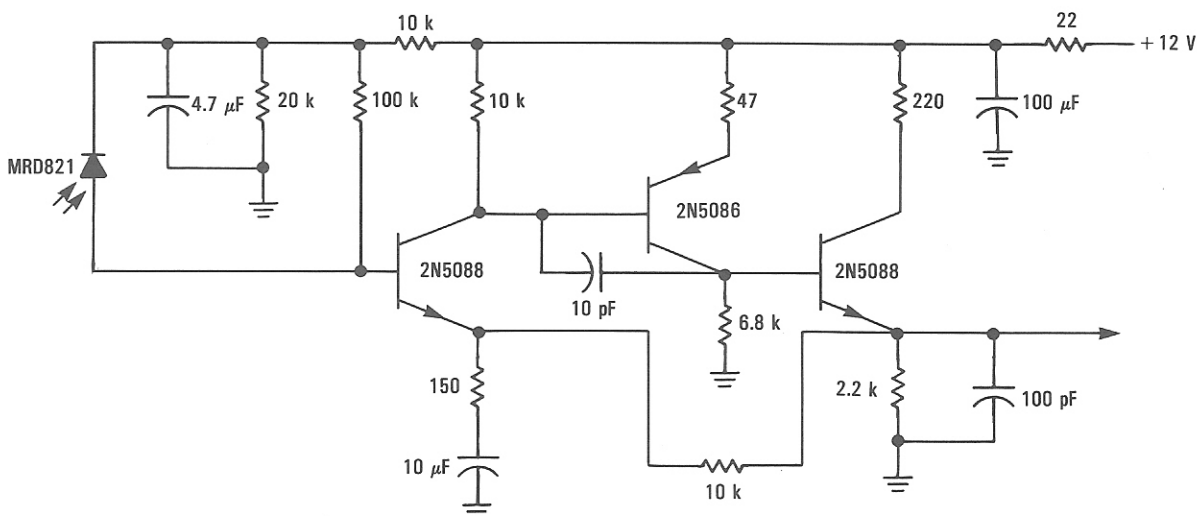 22
10 k
+ 12 V
4.7 μF
20 k
100 k
10 k
47
220
100 μF
MRD821
2N5086
2N5088
2N5088
10 pF
6.8 k
150
2.2 k
100 pF
10 μF
10 k